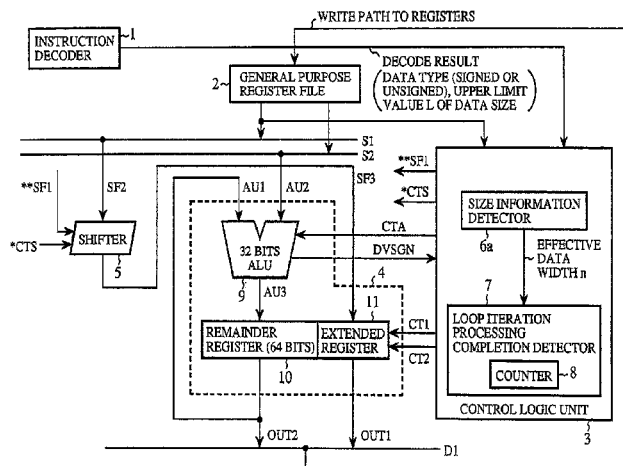 WRITE PATH TO REGISTERS
1
INSTRUCTION
DECODER
DECODE RESULT
DATA TYPE (SIGNED OR
UNSIGNED), UPPER LIMIT
VALUE L OF DATA SIZE
2
GENERAL PURPOSE
REGISTER FILE
S1
S2
**SF1
SF2
AU1
AU2
SF3
**SF1
*CTS
*CTS
SHIFTER
5
32 BITS
ALU
9
CTA
DVSGN
4
AU3
11
SIZE INFORMATION
DETECTOR
6a
EFFECTIVE
DATA
WIDTH n
7
REMAINDER
REGISTER (64 BITS)
EXTENDED
REGISTER
10
CT1
CT2
LOOP ITERATION
PROCESSING
COMPLETION DETECTOR
COUNTER
8
CONTROL LOGIC UNIT
3
OUT2
OUT1
D1